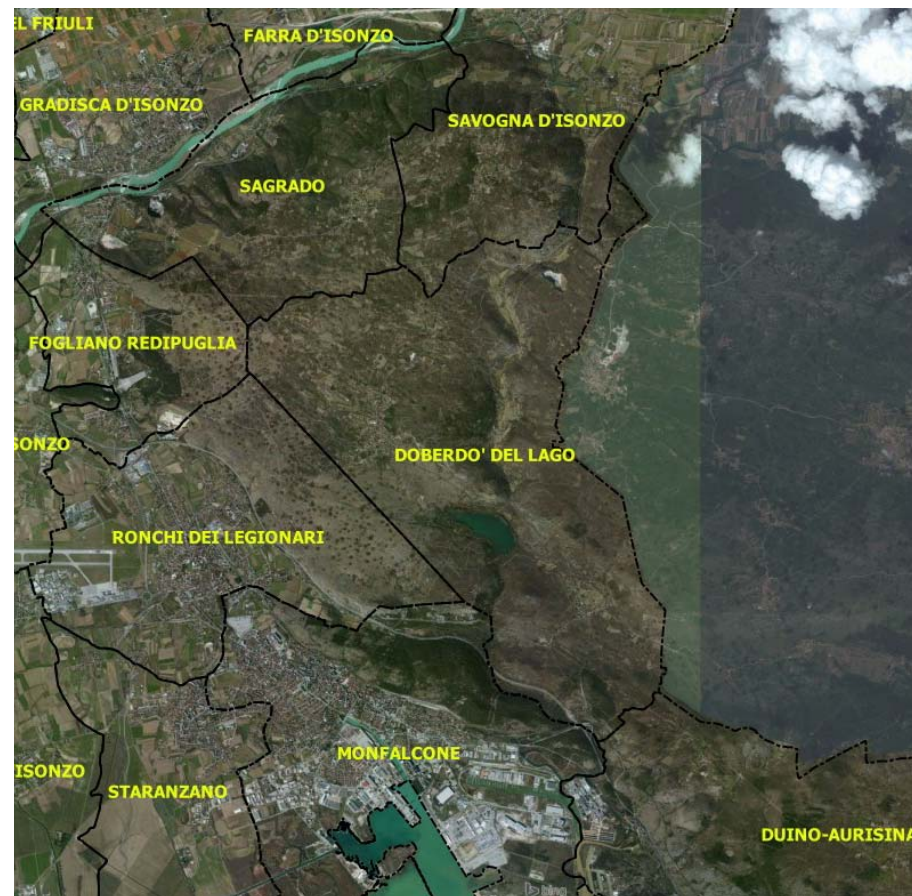 EL FRIULI
FARRA D'ISONZO
GRADISCA D'ISONZO
SAVOGNA D'ISONZO
SAGRADO
FOGLIANO REDIPUGLIA
SONZO
DOBERDO' DEL LAGO
RONCHI DEI LEGIONARI
MONFALCONE
ISONZO
STARANZANO
DUINO-AURISINA
bing